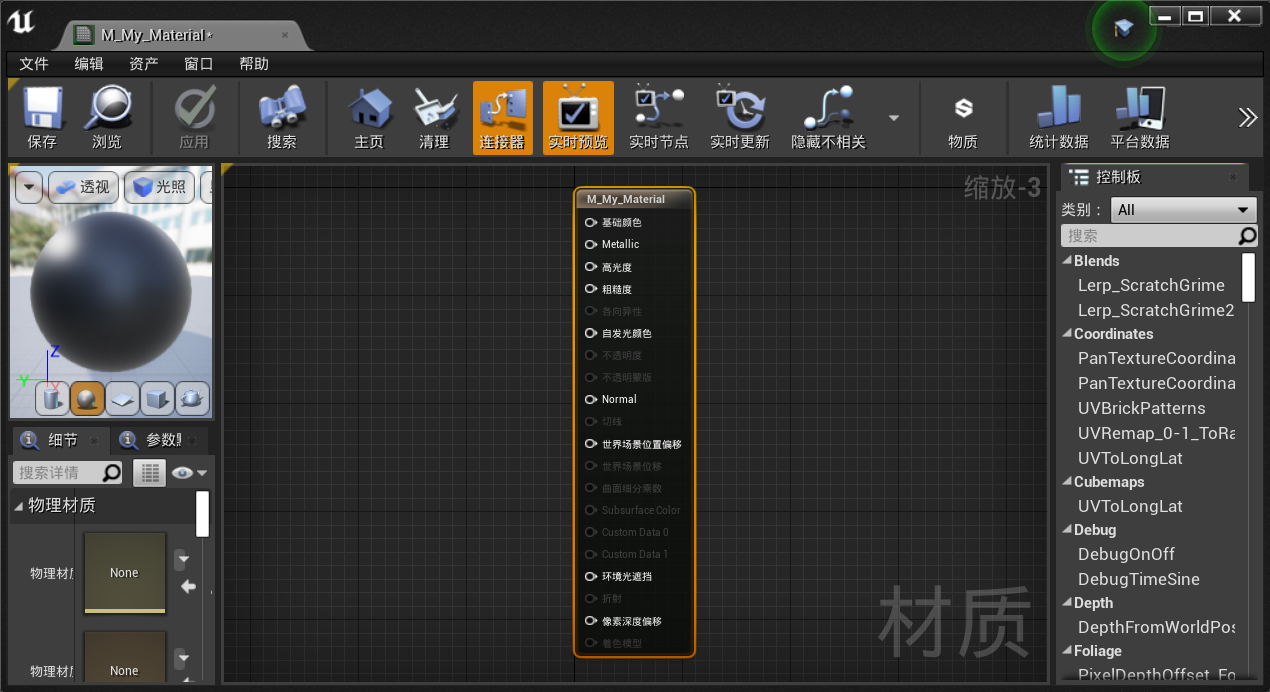 M_My_Material*
文件 编辑 资产 窗口 帮助
保存 浏览 应用 搜索 主页 清理 连接器 实时预览 实时节点 实时更新 隐藏不相关 物质 统计数据 平台数据
透视 光照
Z
Y
X
细节 参数
搜索详情
物理材质
物理材
None
物理材
None
缩放-3
M_My_Material
基础颜色
Metallic
高光度
粗糙度
各向异性
自发光颜色
不透明度
不透明蒙版
Normal
切线
世界场景位置偏移
世界场景位移
曲面细分乘数
Subsurface Color
Custom Data 0
Custom Data 1
环境光遮挡
折射
像素深度偏移
着色模型
材质
控制板
类别： All
搜索
Blends
Lerp_ScratchGrime
Lerp_ScratchGrime2
Coordinates
PanTextureCoordina
PanTextureCoordina
UVBrickPatterns
UVRemap_0-1_ToRa
UVToLongLat
Cubemaps
UVToLongLat
Debug
DebugOnOff
DebugTimeSine
Depth
DepthFromWorldPos
Foliage
PixelDepthOffset_Fo